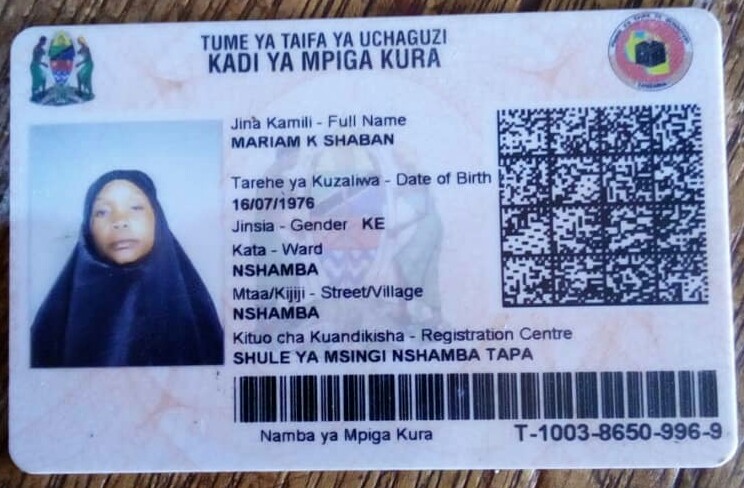 TUME YA TAIFA YA UCHAGUZI
KADI YA MPIGA KURA
Jina Kamili - Full Name
MARIAM K SHABAN
Tarehe ya Kuzaliwa - Date of Birth
16/07/1976
Jinsia - Gender KE
Kata - Ward
NSHAMBA
Mtaa/Kijiji - Street/Village
NSHAMBA
Kituo cha Kuandikisha - Registration Centre
SHULE YA MSINGI NSHAMBA TAPA
Namba ya Mpiga Kura T-1003-8650-996-9